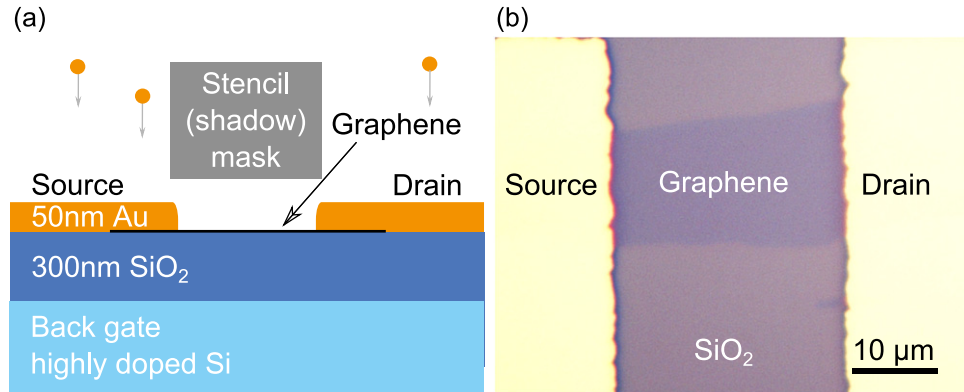 (a)
Stencil
(shadow)
mask
Graphene
Source
Drain
50nm Au
300nm SiO₂
Back gate
highly doped Si
(b)
Source
Graphene
Drain
SiO₂
10 µm